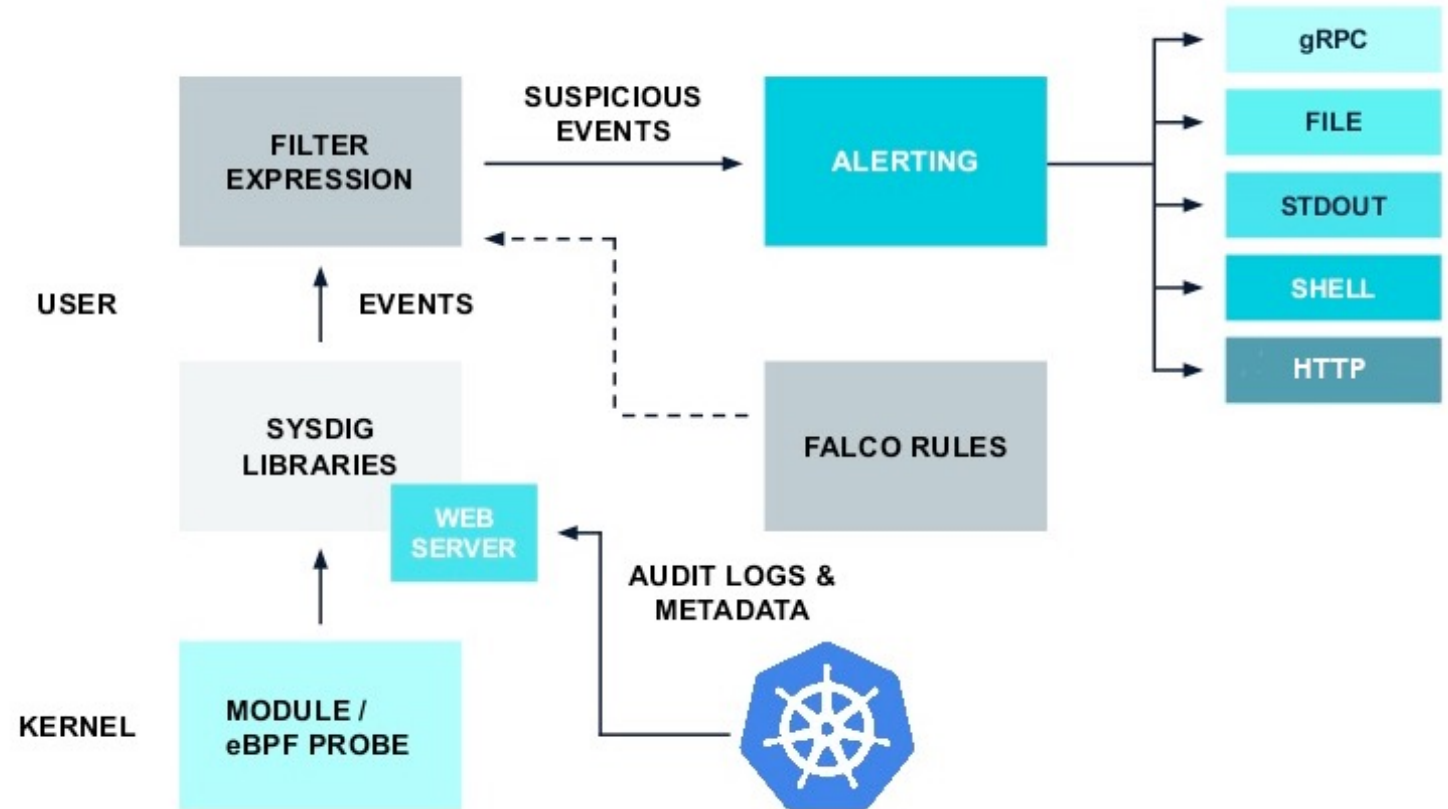 gRPC
SUSPICIOUS
EVENTS
FILE
FILTER
EXPRESSION
ALERTING
STDOUT
SHELL
USER
EVENTS
HTTP
SYSDIG
LIBRARIES
FALCO RULES
WEB
SERVER
AUDIT LOGS &
METADATA
MODULE /
eBPF PROBE
KERNEL